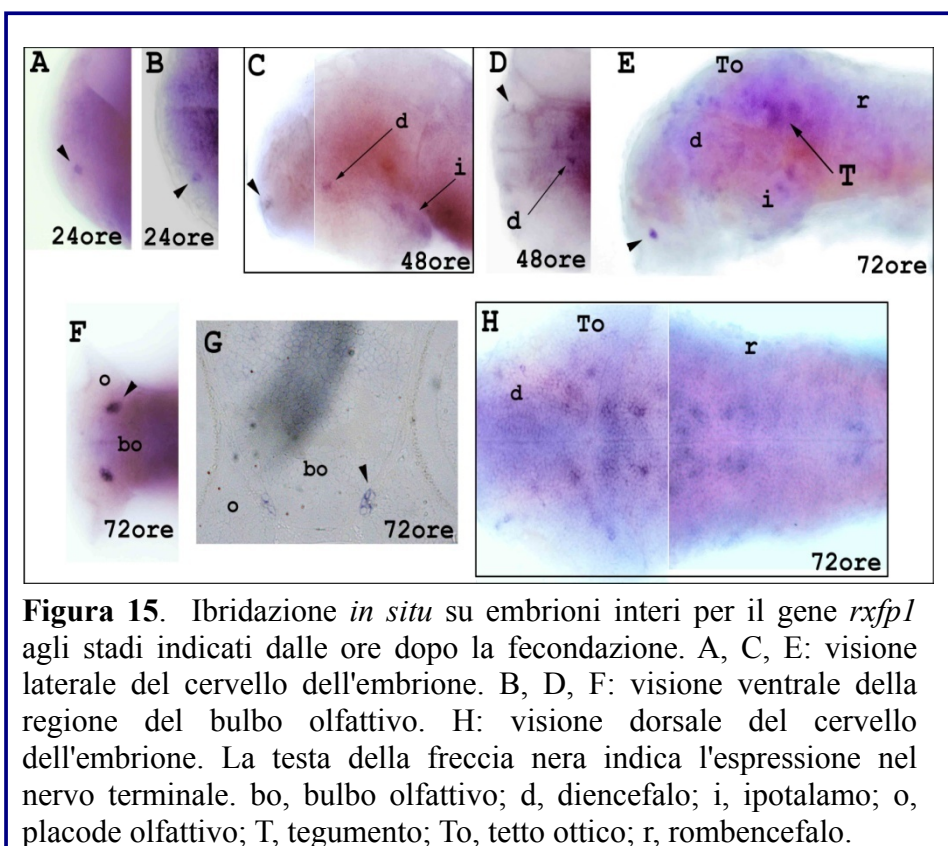 A
B
C
D
E
To
r
d
d
i
T
i
d
24ore
24ore
48ore
48ore
72ore
F
o
bo
72ore
G
bo
o
72ore
H
To
r
d
72ore
Figura 15. Ibridazione in situ su embrioni interi per il gene rxfp1
agli stadi indicati dalle ore dopo la fecondazione. A, C, E: visione
laterale del cervello dell'embrione. B, D, F: visione ventrale della
regione del bulbo olfattivo. H: visione dorsale del cervello
dell'embrione. La testa della freccia nera indica l'espressione nel
nervo terminale. bo, bulbo olfattivo; d, diencefalo; i, ipotalamo; o,
placode olfattivo; T, tegumento; To, tetto ottico; r, rombencefalo.